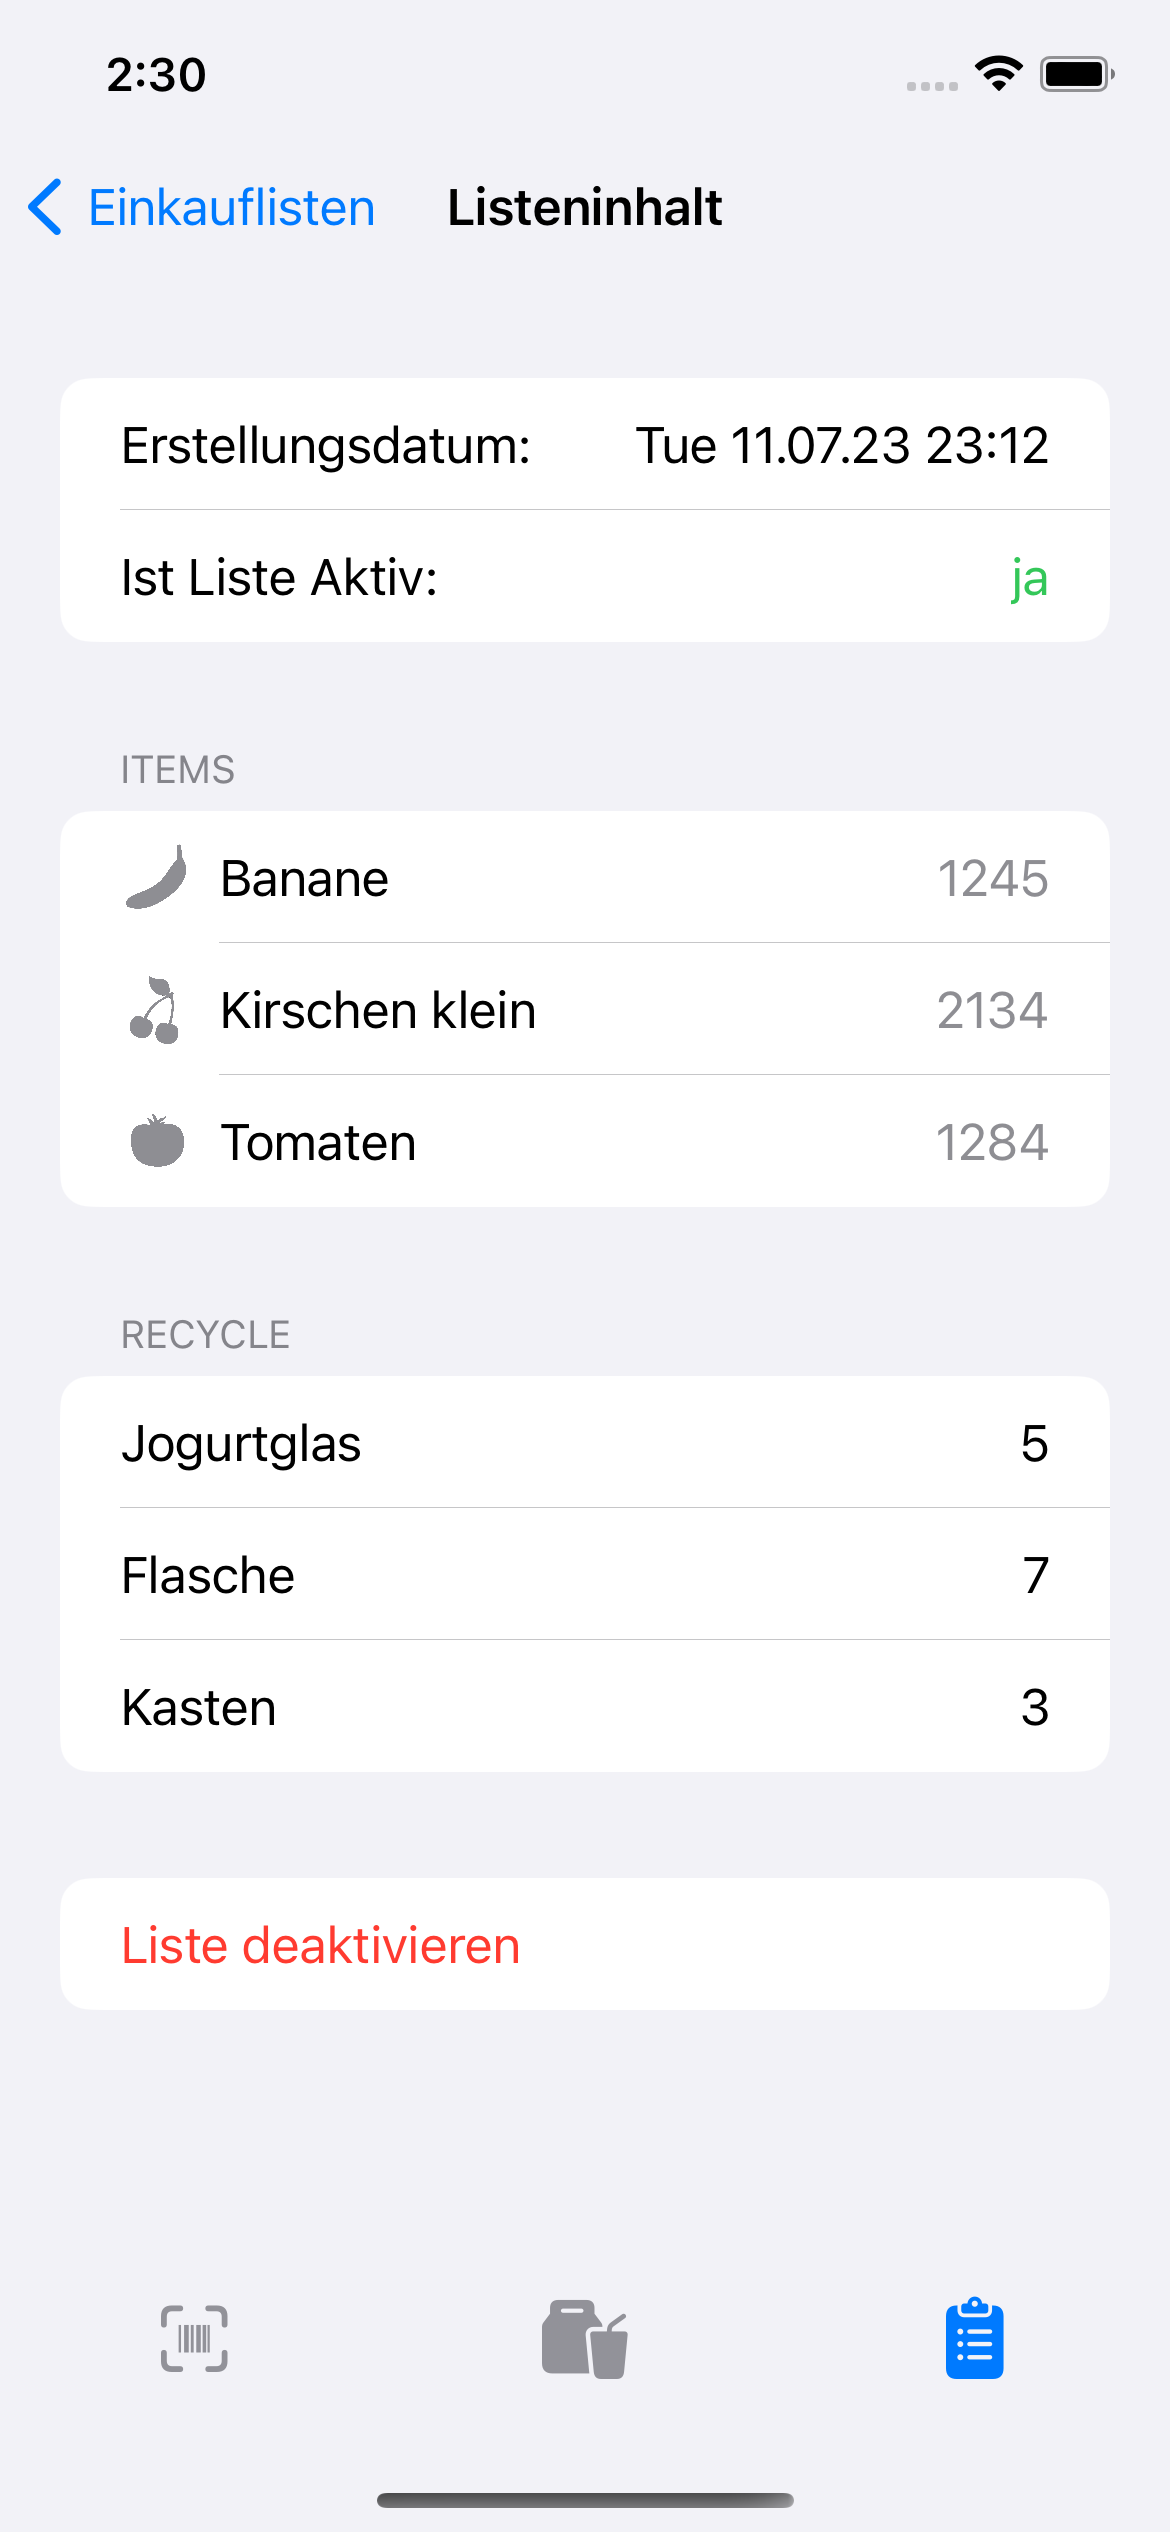 2:30
Einkauflisten
Listeninhalt
Erstellungsdatum: Tue 11.07.23 23:12
Ist Liste Aktiv: ja
ITEMS
Banane 1245
Kirschen klein 2134
Tomaten 1284
RECYCLE
Jogurtglas 5
Flasche 7
Kasten 3
Liste deaktivieren